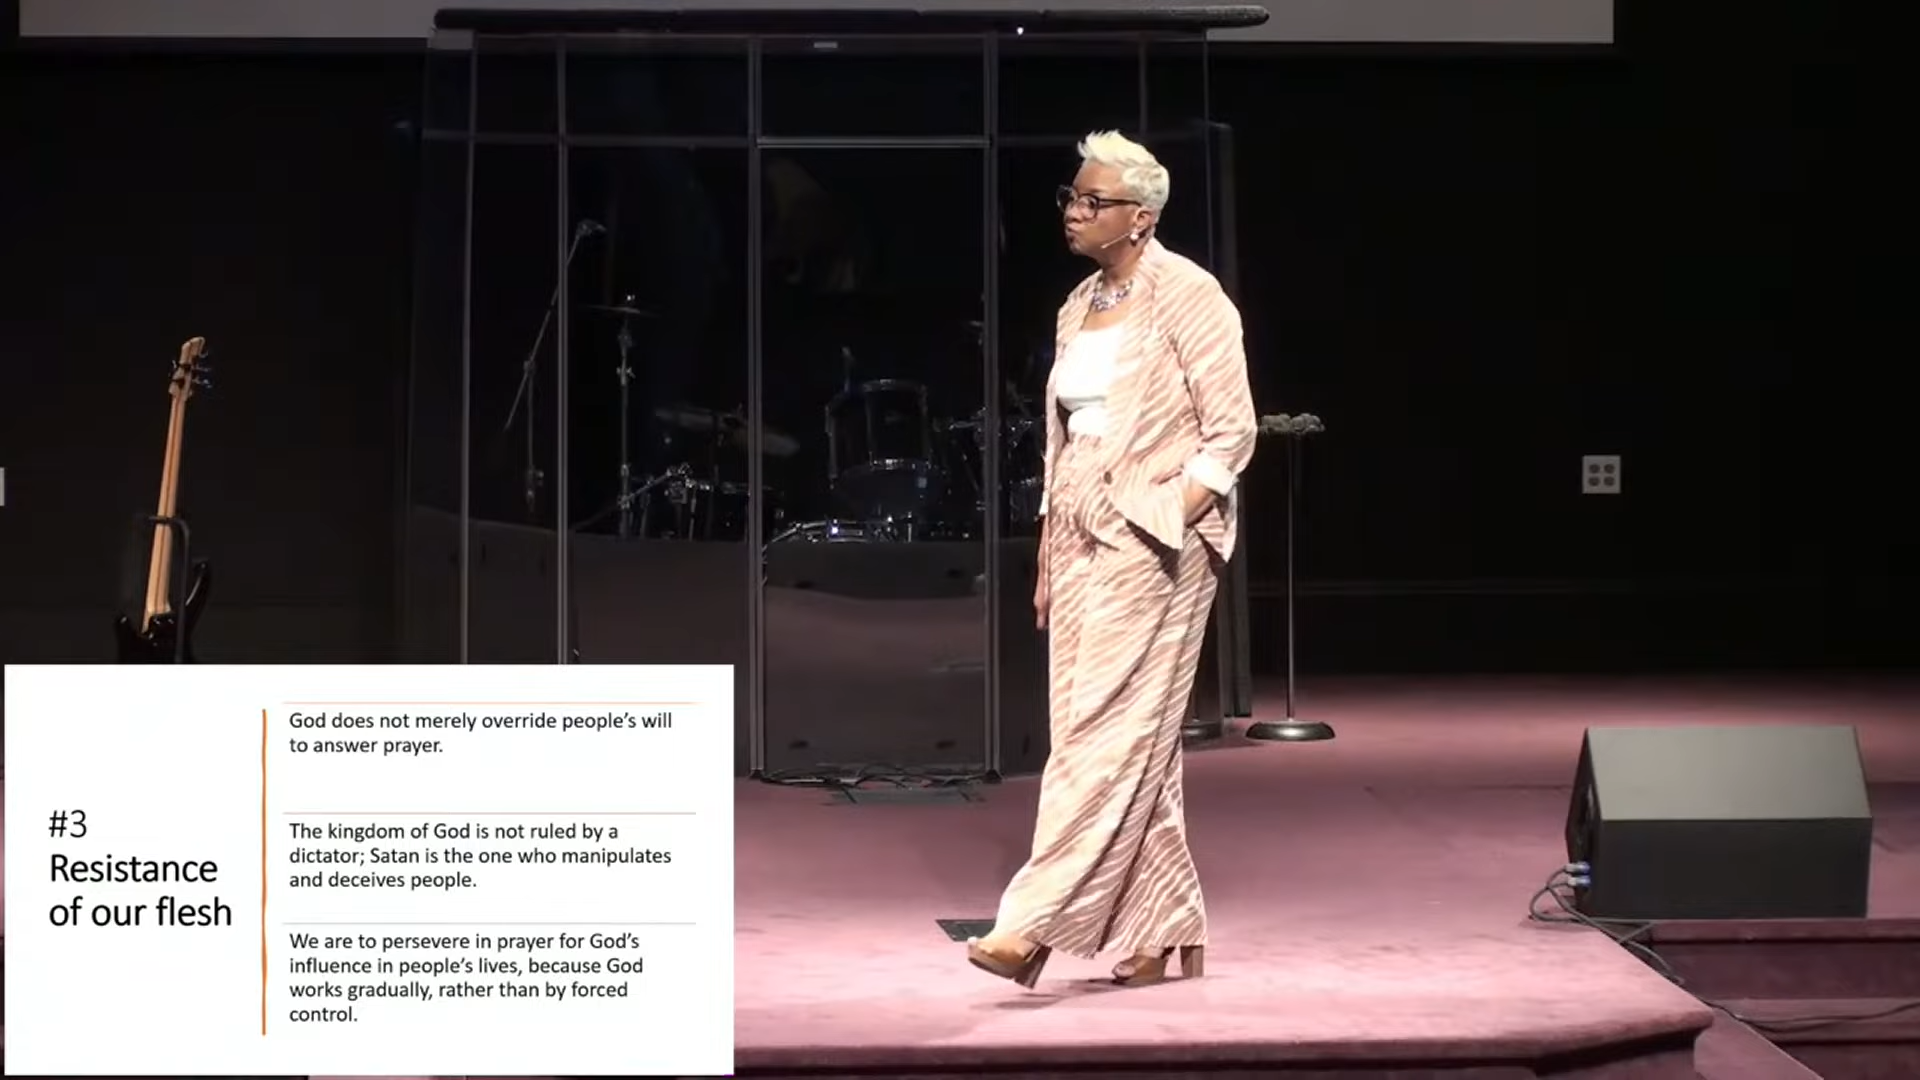 #3
Resistance
of our flesh
God does not merely override people's will
to answer prayer.
The kingdom of God is not ruled by a
dictator; Satan is the one who manipulates
and deceives people.
We are to persevere in prayer for God's
influence in people's lives, because God
works gradually, rather than by forced
control.